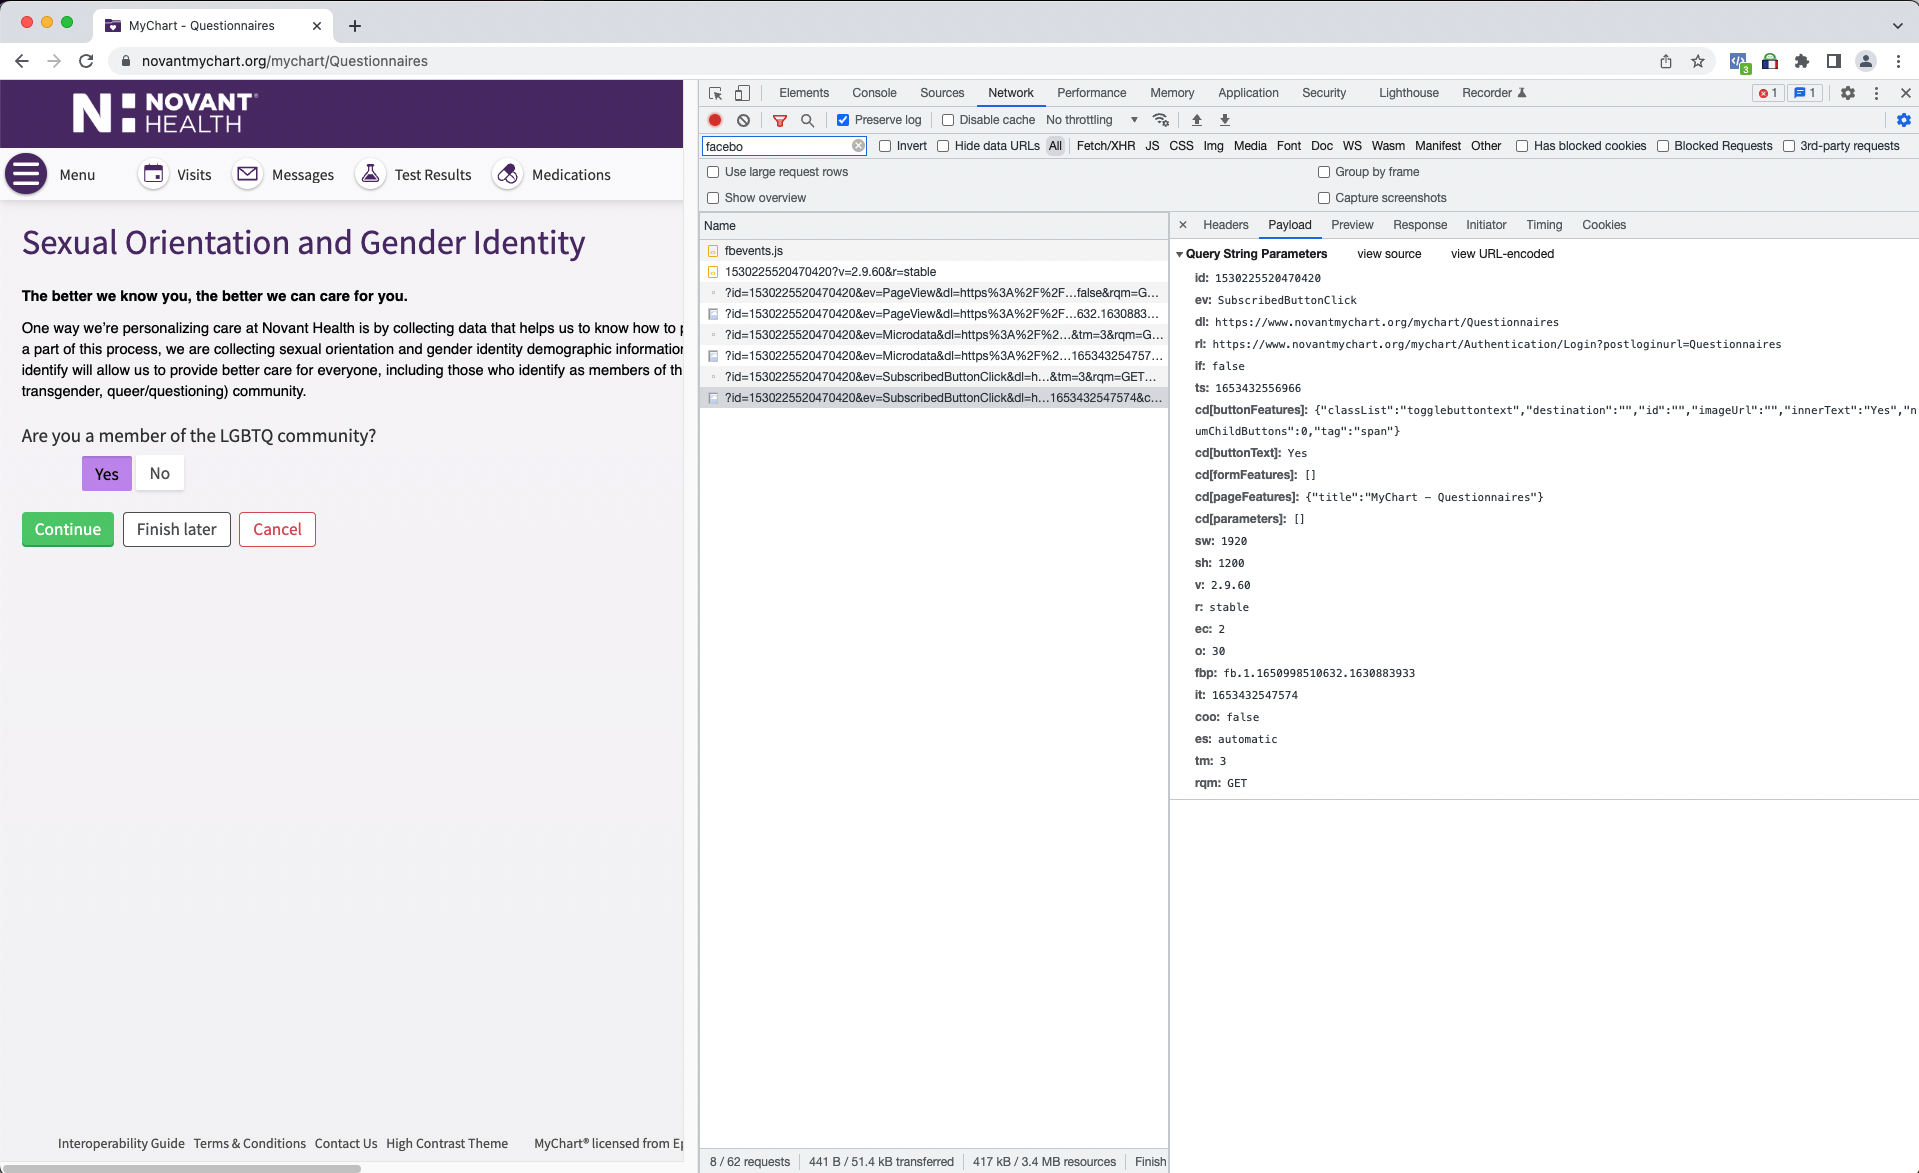 MyChart - Questionnaires
novantmychart.org/mychart/Questionnaires
3
NOVANT®
HEALTH
Menu Visits Messages Test Results Medications
Sexual Orientation and Gender Identity
The better we know you, the better we can care for you.
One way we're personalizing care at Novant Health is by collecting data that helps us to know how to
a part of this process, we are collecting sexual orientation and gender identity demographic information
identify will allow us to provide better care for everyone, including those who identify as members of th
transgender, queer/questioning) community.
Are you a member of the LGBTQ community?
Yes No
Continue Finish later Cancel
Interoperability Guide Terms & Conditions Contact Us High Contrast Theme MyChart® licensed from Ep
Elements Console Sources Network Performance Memory Application Security Lighthouse Recorder 1 1
Preserve log Disable cache No throttling
facebo Invert Hide data URLs All Fetch/XHR JS CSS Img Media Font Doc WS Wasm Manifest Other Has blocked cookies Blocked Requests 3rd-party requests
Use large request rows Group by frame
Show overview Capture screenshots
Name
fbevents.js
1530225520470420?v=2.9.60&r=stable
?id=1530225520470420&ev=PageView&dl=https%3A%2F%2F…false&rqm=G...
?id=1530225520470420&ev=PageView&dl=https%3A%2F%2F…632.1630883...
?id=1530225520470420&ev=Microdata&dl=https%3A%2F%2…&tm=3&rqm=G...
?id=1530225520470420&ev=Microdata&dl=https%3A%2F%2…165343254757...
?id=1530225520470420&ev=SubscribedButtonClick&dl=h…&tm=3&rqm=GET...
?id=1530225520470420&ev=SubscribedButtonClick&dl=h…1653432547574&c...
8 / 62 requests 441 B / 51.4 kB transferred 417 kB / 3.4 MB resources Finish
Headers Payload Preview Response Initiator Timing Cookies
Query String Parameters view source view URL-encoded
id: 1530225520470420
ev: SubscribedButtonClick
dl: https://www.novantmychart.org/mychart/Questionnaires
rl: https://www.novantmychart.org/mychart/Authentication/Login?postloginurl=Questionnaires
if: false
ts: 1653432556966
cd[buttonFeatures]: {"classList":"togglebuttontext","destination":"","id":"","imageUrl":"","innerText":"Yes","n
umChildButtons":0,"tag":"span"}
cd[buttonText]: Yes
cd[formFeatures]: []
cd[pageFeatures]: {"title":"MyChart - Questionnaires"}
cd[parameters]: []
sw: 1920
sh: 1200
v: 2.9.60
r: stable
ec: 2
o: 30
fbp: fb.1.1650998510632.1630883933
it: 1653432547574
coo: false
es: automatic
tm: 3
rqm: GET